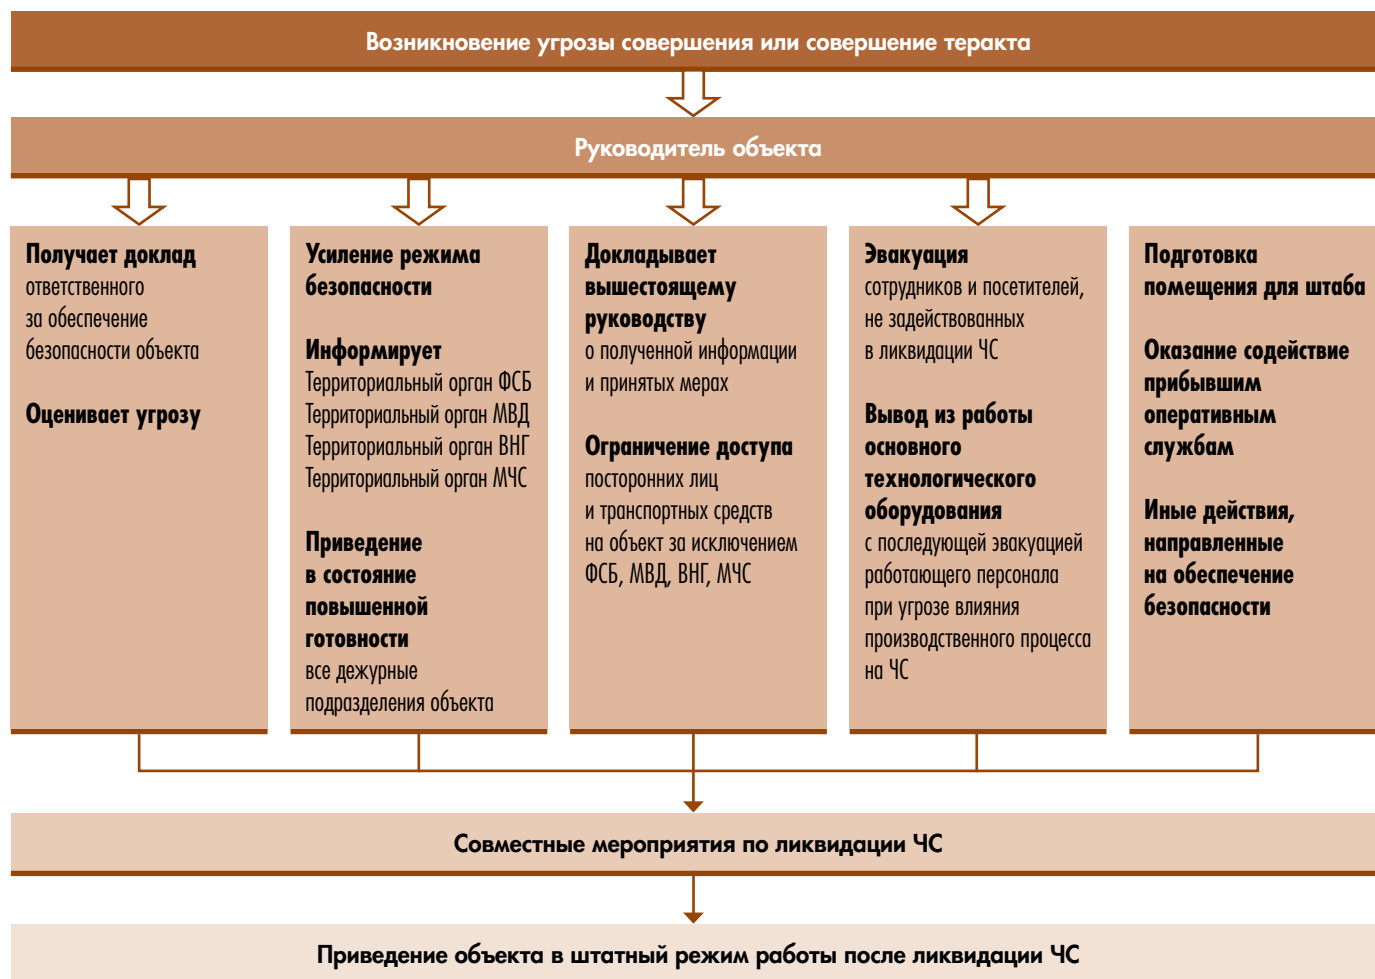 Возникновение угрозы совершения или совершение теракта
Руководитель объекта
Получает доклад
ответственного
за обеспечение
безопасности объекта
Оценивает угрозу
Усиление режима
безопасности
Информирует
Территориальный орган ФСБ
Территориальный орган МВД
Территориальный орган ВНГ
Территориальный орган МЧС
Приведение
в состояние
повышенной
готовности
все дежурные
подразделения объекта
Докладывает
вышестоящему
руководству
о полученной информации
и принятых мерах
Ограничение доступа
посторонних лиц
и транспортных средств
на объект за исключением
ФСБ, МВД, ВНГ, МЧС
Эвакуация
сотрудников и посетителей,
не задействованных
в ликвидации ЧС
Вывод из работы
основного
технологического
оборудования
с последующей эвакуацией
работающего персонала
при угрозе влияния
производственного процесса
на ЧС
Подготовка
помещения для штаба
Оказание содействие
прибывшим
оперативным
службам
Иные действия,
направленные
на обеспечение
безопасности
Совместные мероприятия по ликвидации ЧС
Приведение объекта в штатный режим работы после ликвидации ЧС